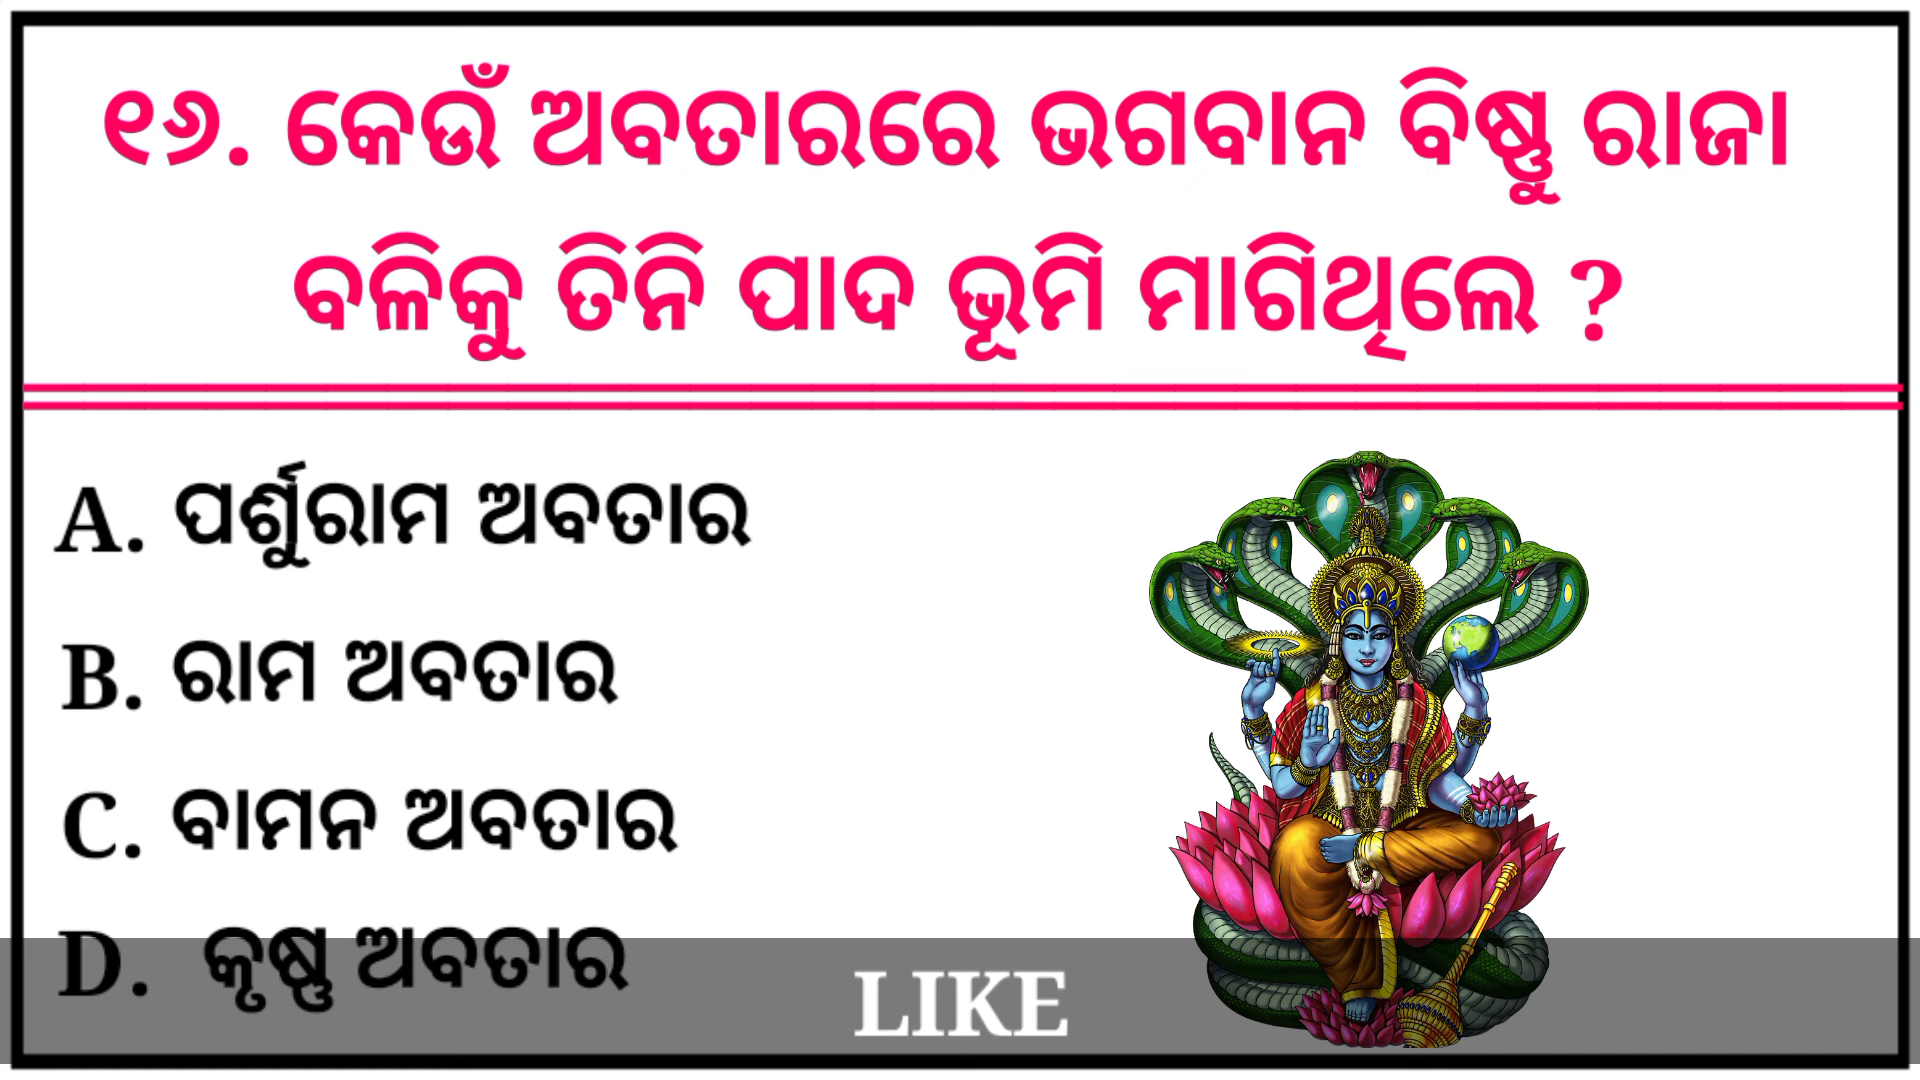 ୧୬. କେଉଁ ଅବତାରରେ ଭଗବାନ ବିଷ୍ଣୁ ରାଜା
ବଳିକୁ ତିନି ପାଦ ଭୂମି ମାଗିଥିଲେ ?
A. ପର୍ଶୁରାମ ଅବତାର
B. ରାମ ଅବତାର
C. ବାମନ ଅବତାର
D. କୃଷ୍ଣ ଅବତାର
LIKE